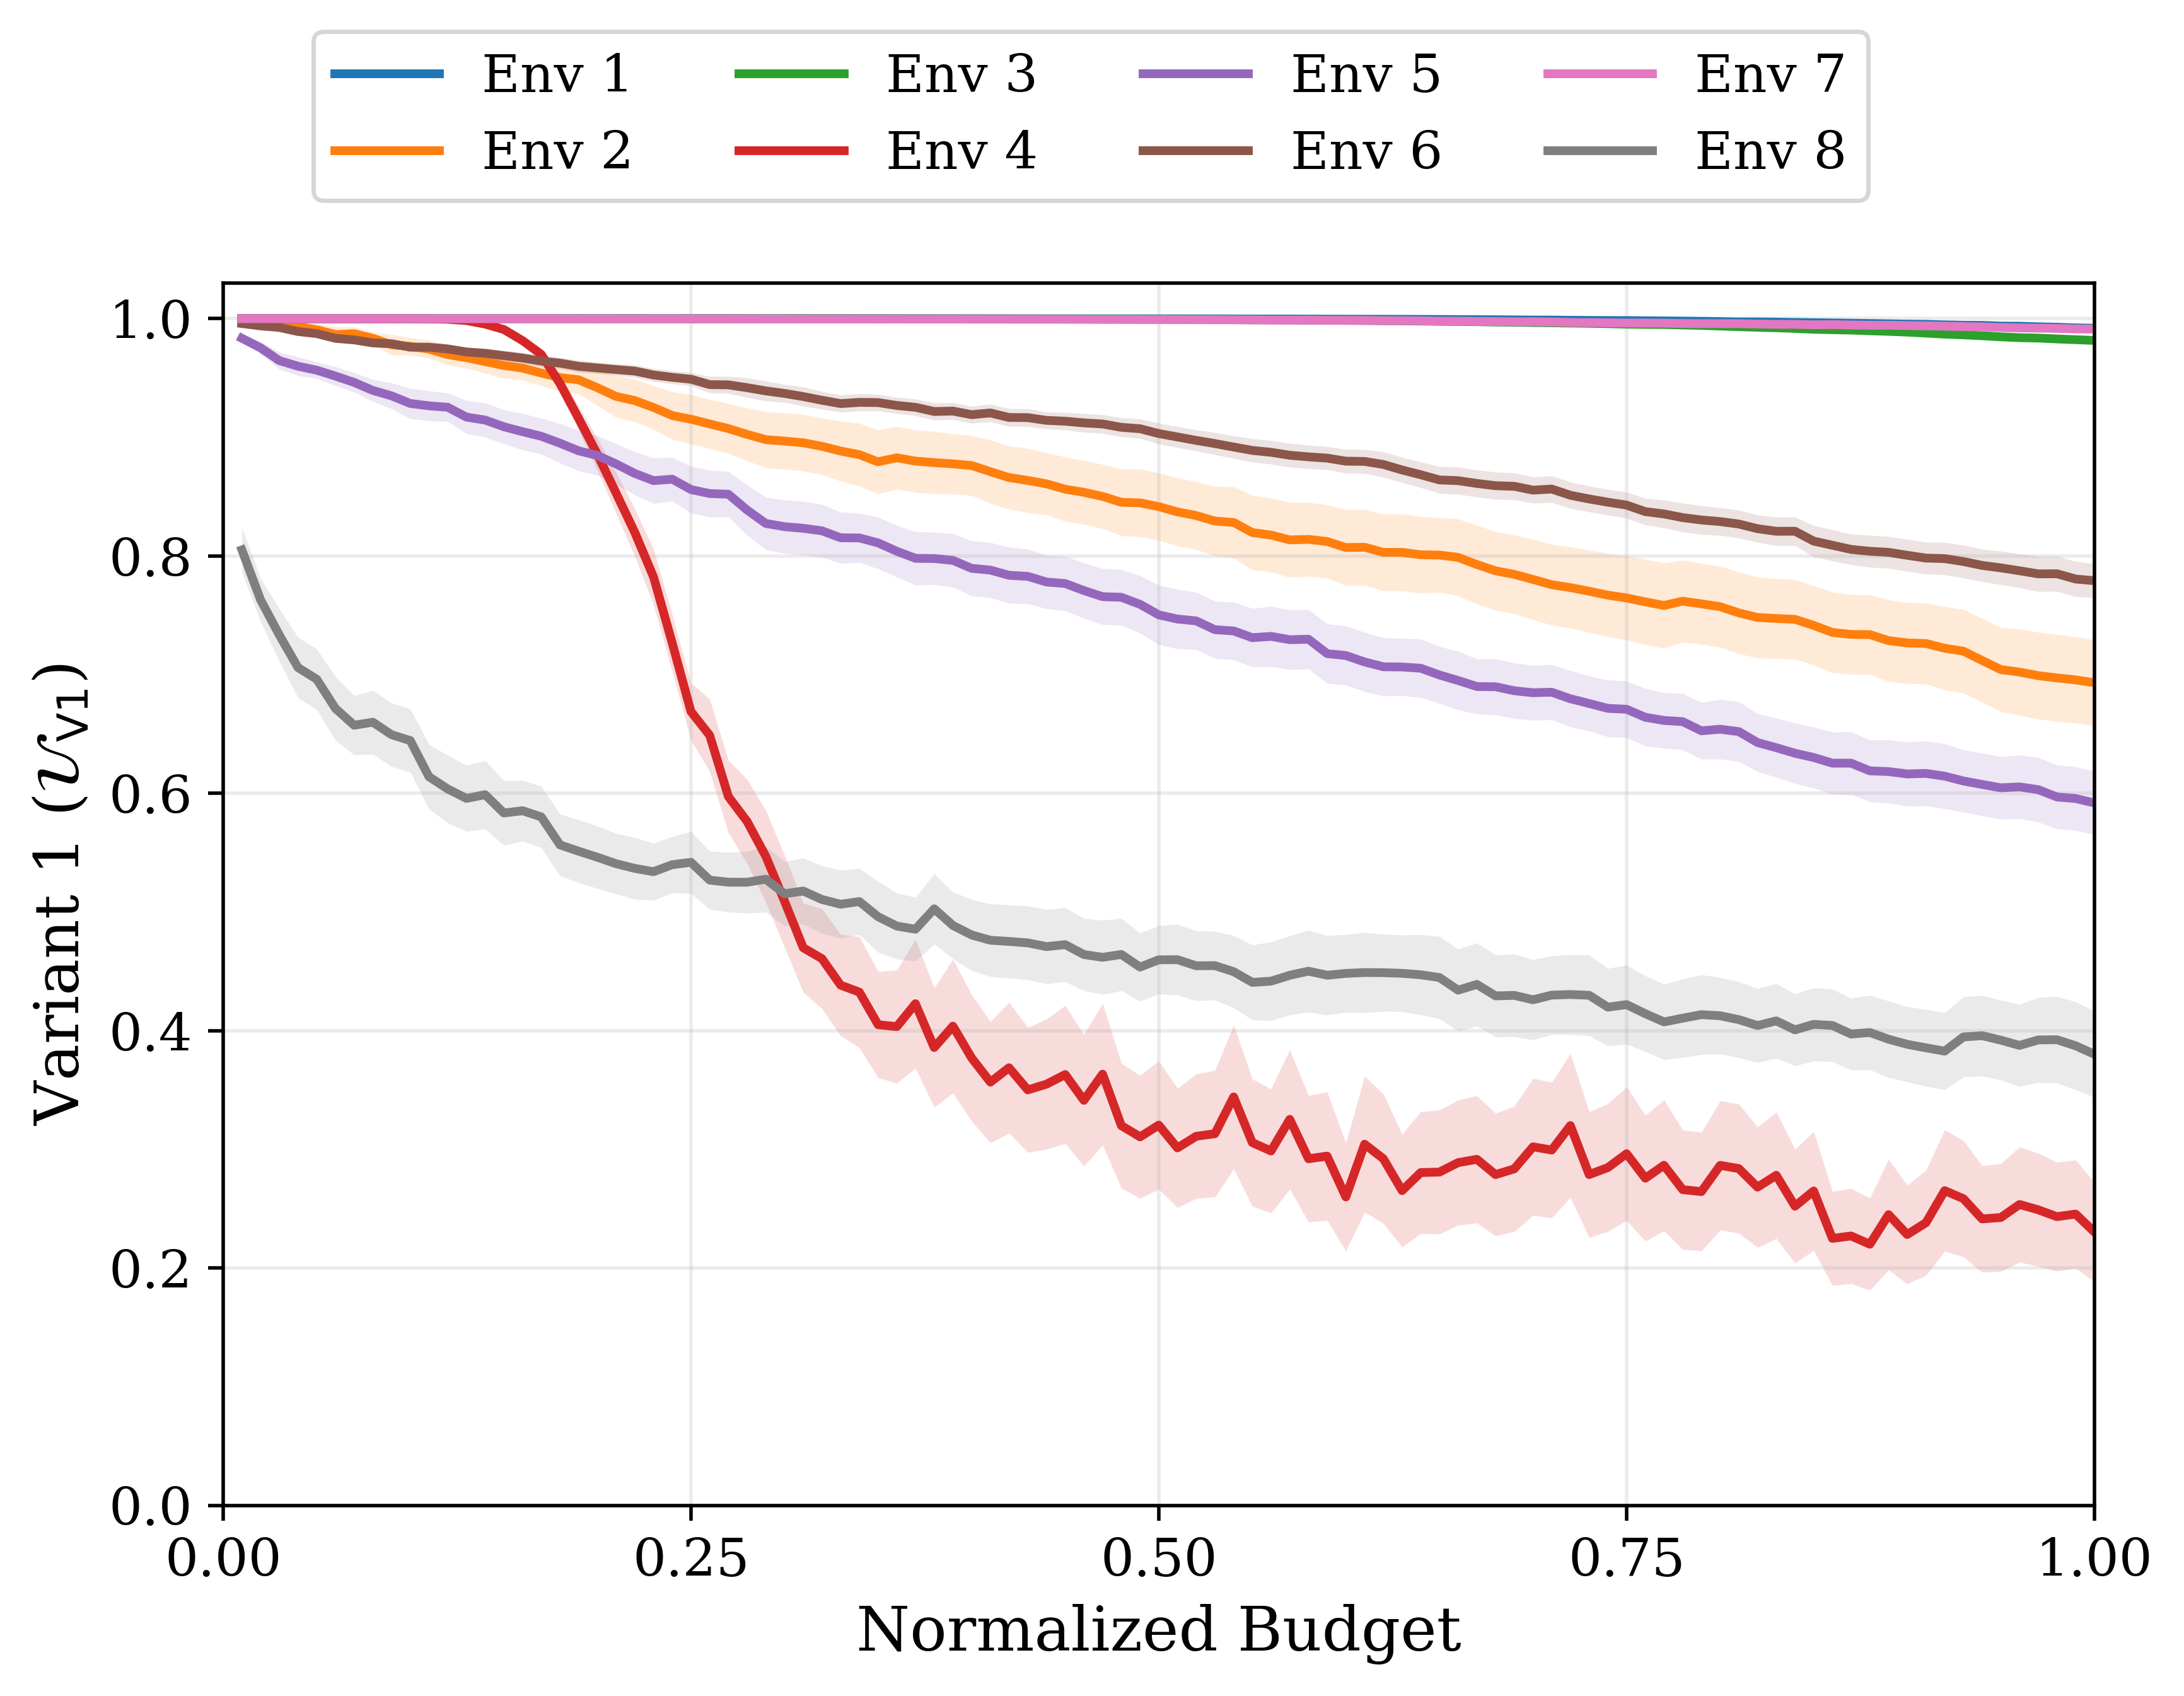 Env 1 Env 3 Env 5 Env 7
Env 2 Env 4 Env 6 Env 8
1.0
0.8
0.6
0.4
0.2
0.0
Variant 1 (𝒰V1)
0.00 0.25 0.50 0.75 1.00
Normalized Budget